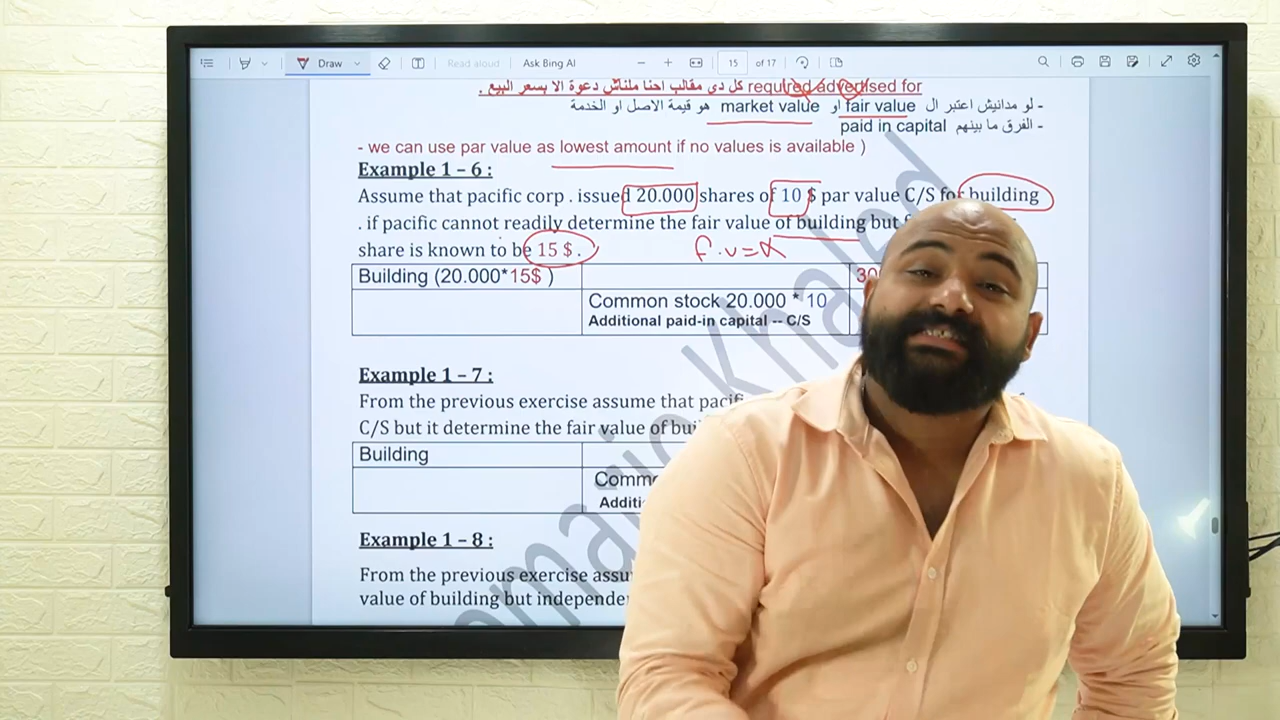 Draw
Read aloud
Ask Bing AI
15
of 17
كل دي مقالب احنا ملناش دعوة الا بسعر البيع . required advertised for
- لو مدانيش اعتبر ال fair value او market value هو قيمة الاصل او الخدمة
- الفرق ما بينهم paid in capital
- we can use par value as lowest amount if no values is available )
Example 1 – 6 :
Assume that pacific corp . issued 20.000 shares of 10 $ par value C/S for building
. if pacific cannot readily determine the fair value of building but
share is known to be 15 $ .
f.v = x
Building (20.000*15$ )
30
Common stock 20.000 * 10
Additional paid-in capital -- C/S
Example 1 – 7 :
From the previous exercise assume that
C/S but it determine the fair value of
Building
Example 1 – 8 :
From the previous exercise
value of building but
Khaled